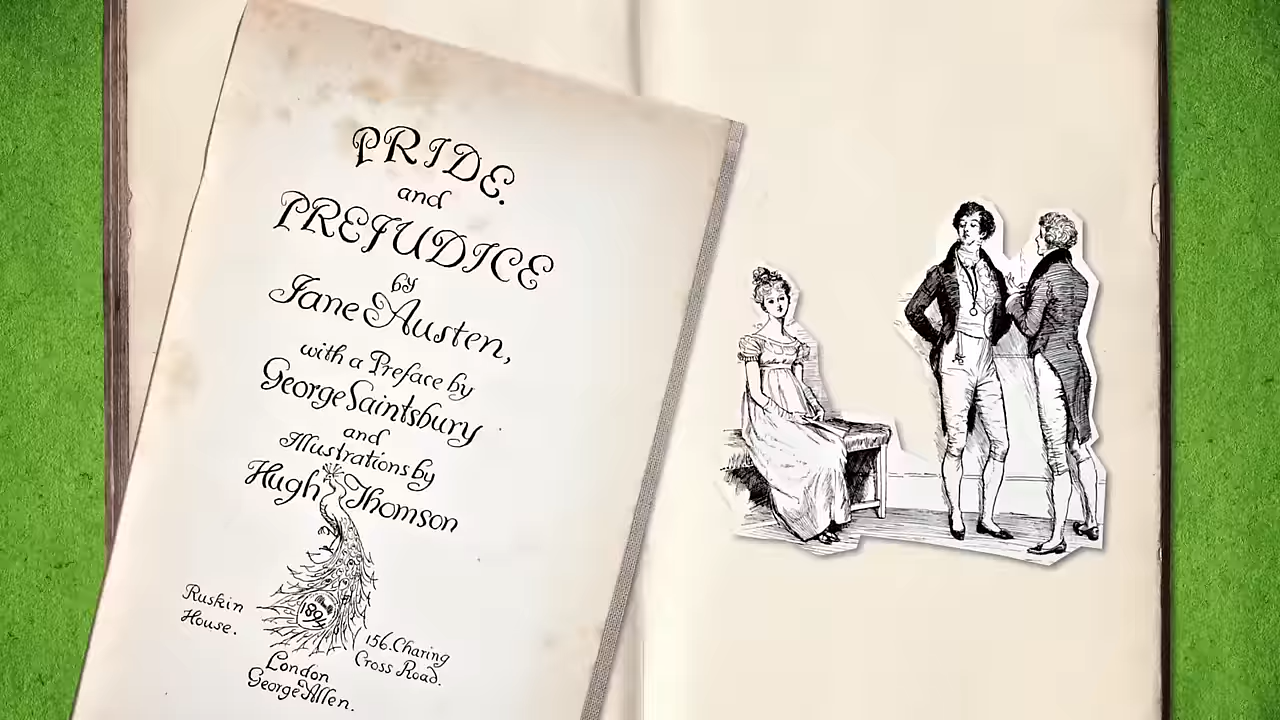 PRIDE.
and
PREJUDICE
by
Jane Austen,
with a Preface by
George Saintsbury
and
Illustrations by
Hugh Thomson
Ruskin
House.
156. Charing
Cross Road.
London
George Allen.